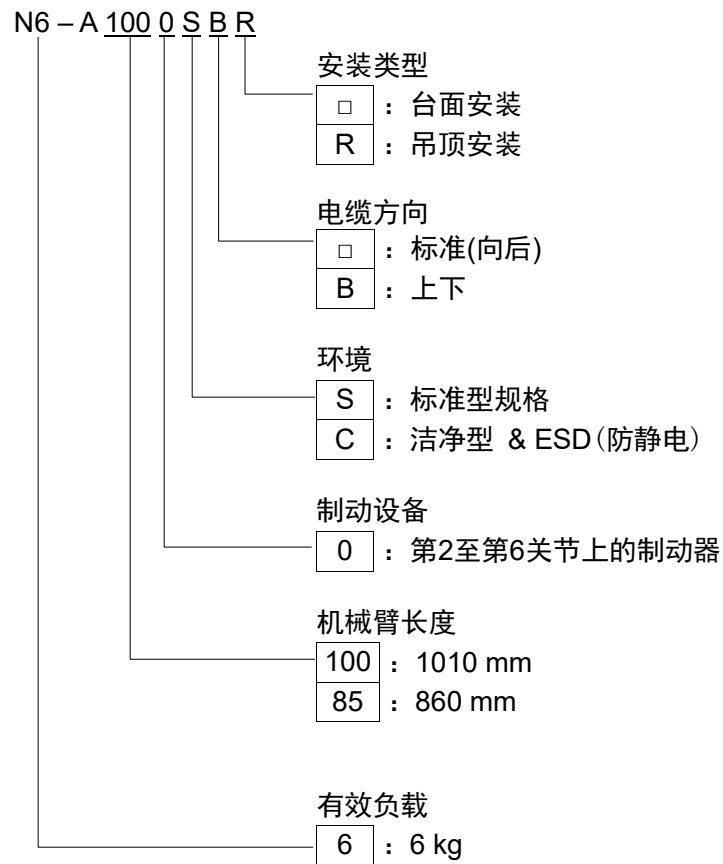 N6 – A 100 0 S B R
安装类型
□ ： 台面安装
R ： 吊顶安装
电缆方向
□ ： 标准(向后)
B ： 上下
环境
S ： 标准型规格
C ： 洁净型 & ESD（防静电）
制动设备
0 ： 第2至第6关节上的制动器
机械臂长度
100 ： 1010 mm
85 ： 860 mm
有效负载
6 ： 6 kg